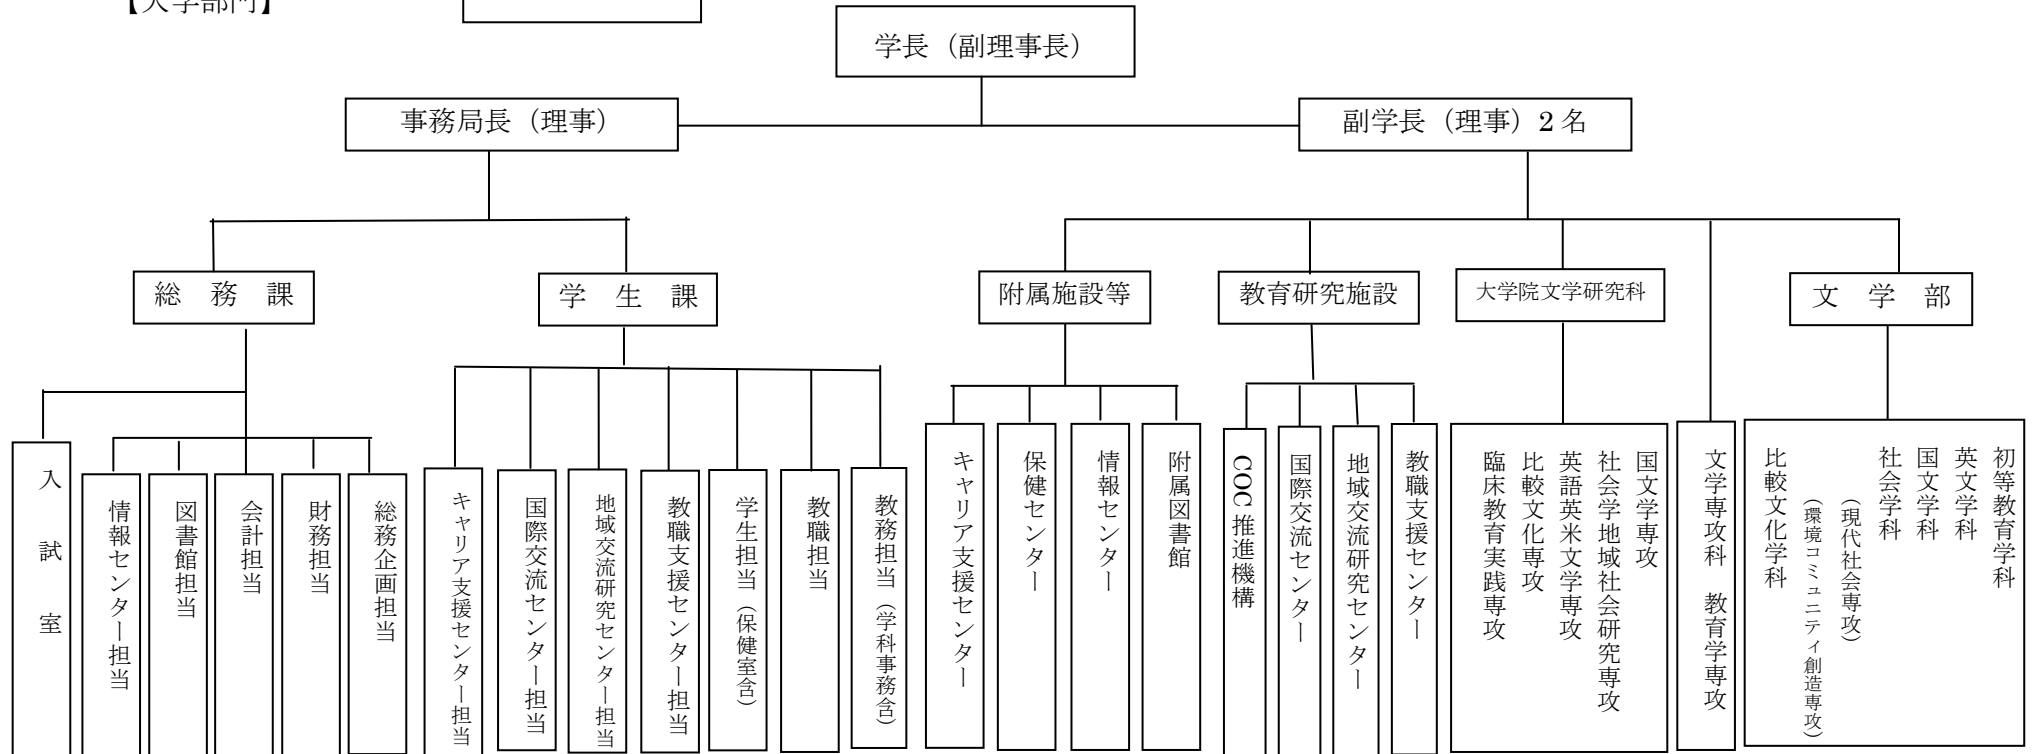 【大学部門】
学長（副理事長）
事務局長（理事）
副学長（理事）2名
総　務　課
学　生　課
附属施設等
教育研究施設
大学院文学研究科
文　学　部
入　試　室
情報センター担当
図書館担当
会計担当
財務担当
総務企画担当
キャリア支援センター担当
国際交流センター担当
地域交流研究センター担当
教職支援センター担当
学生担当（保健室含）
教職担当
教務担当（学科事務含）
キャリア支援センター
保健センター
情報センター
附属図書館
COC推進機構
国際交流センター
地域交流研究センター
教職支援センター
国文学専攻
社会学地域社会研究専攻
英語英米文学専攻
比較文化専攻
臨床教育実践専攻
文学専攻科　教育学専攻
初等教育学科
英文学科
国文学科
社会学科
（現代社会専攻）
（環境コミュニティ創造専攻）
比較文化学科